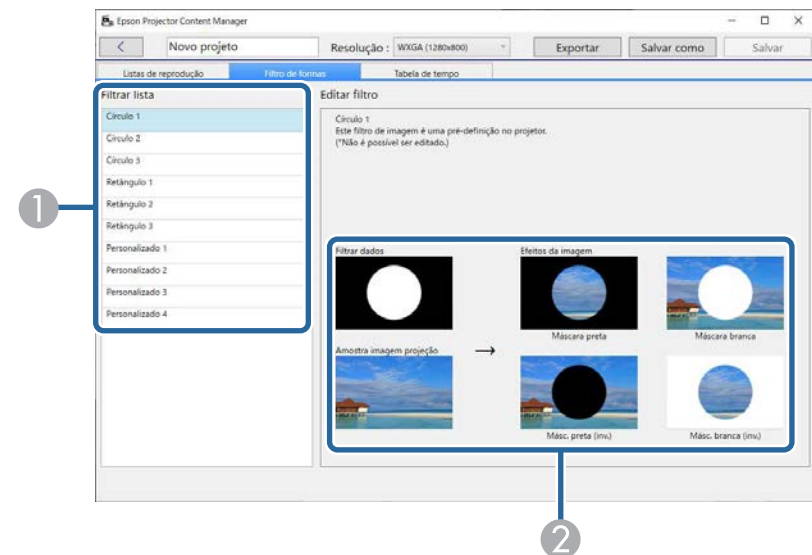 Epson Projector Content Manager
Novo projeto
Resolução :
WXGA (1280x800)
Exportar
Salvar como
Salvar
Listas de reprodução
Filtro de formas
Tabela de tempo
Filtrar lista
Círculo 1
Círculo 2
Círculo 3
Retângulo 1
Retângulo 2
Retângulo 3
Personalizado 1
Personalizado 2
Personalizado 3
Personalizado 4
Editar filtro
Círculo 1
Este filtro de imagem é uma pré-definição no projetor.
(*Não é possível ser editado.)
Filtrar dados
Efeitos da imagem
Máscara preta
Máscara branca
Amostra imagem projeção
→
Másc. preta (inv.)
Másc. branca (inv.)
1
2